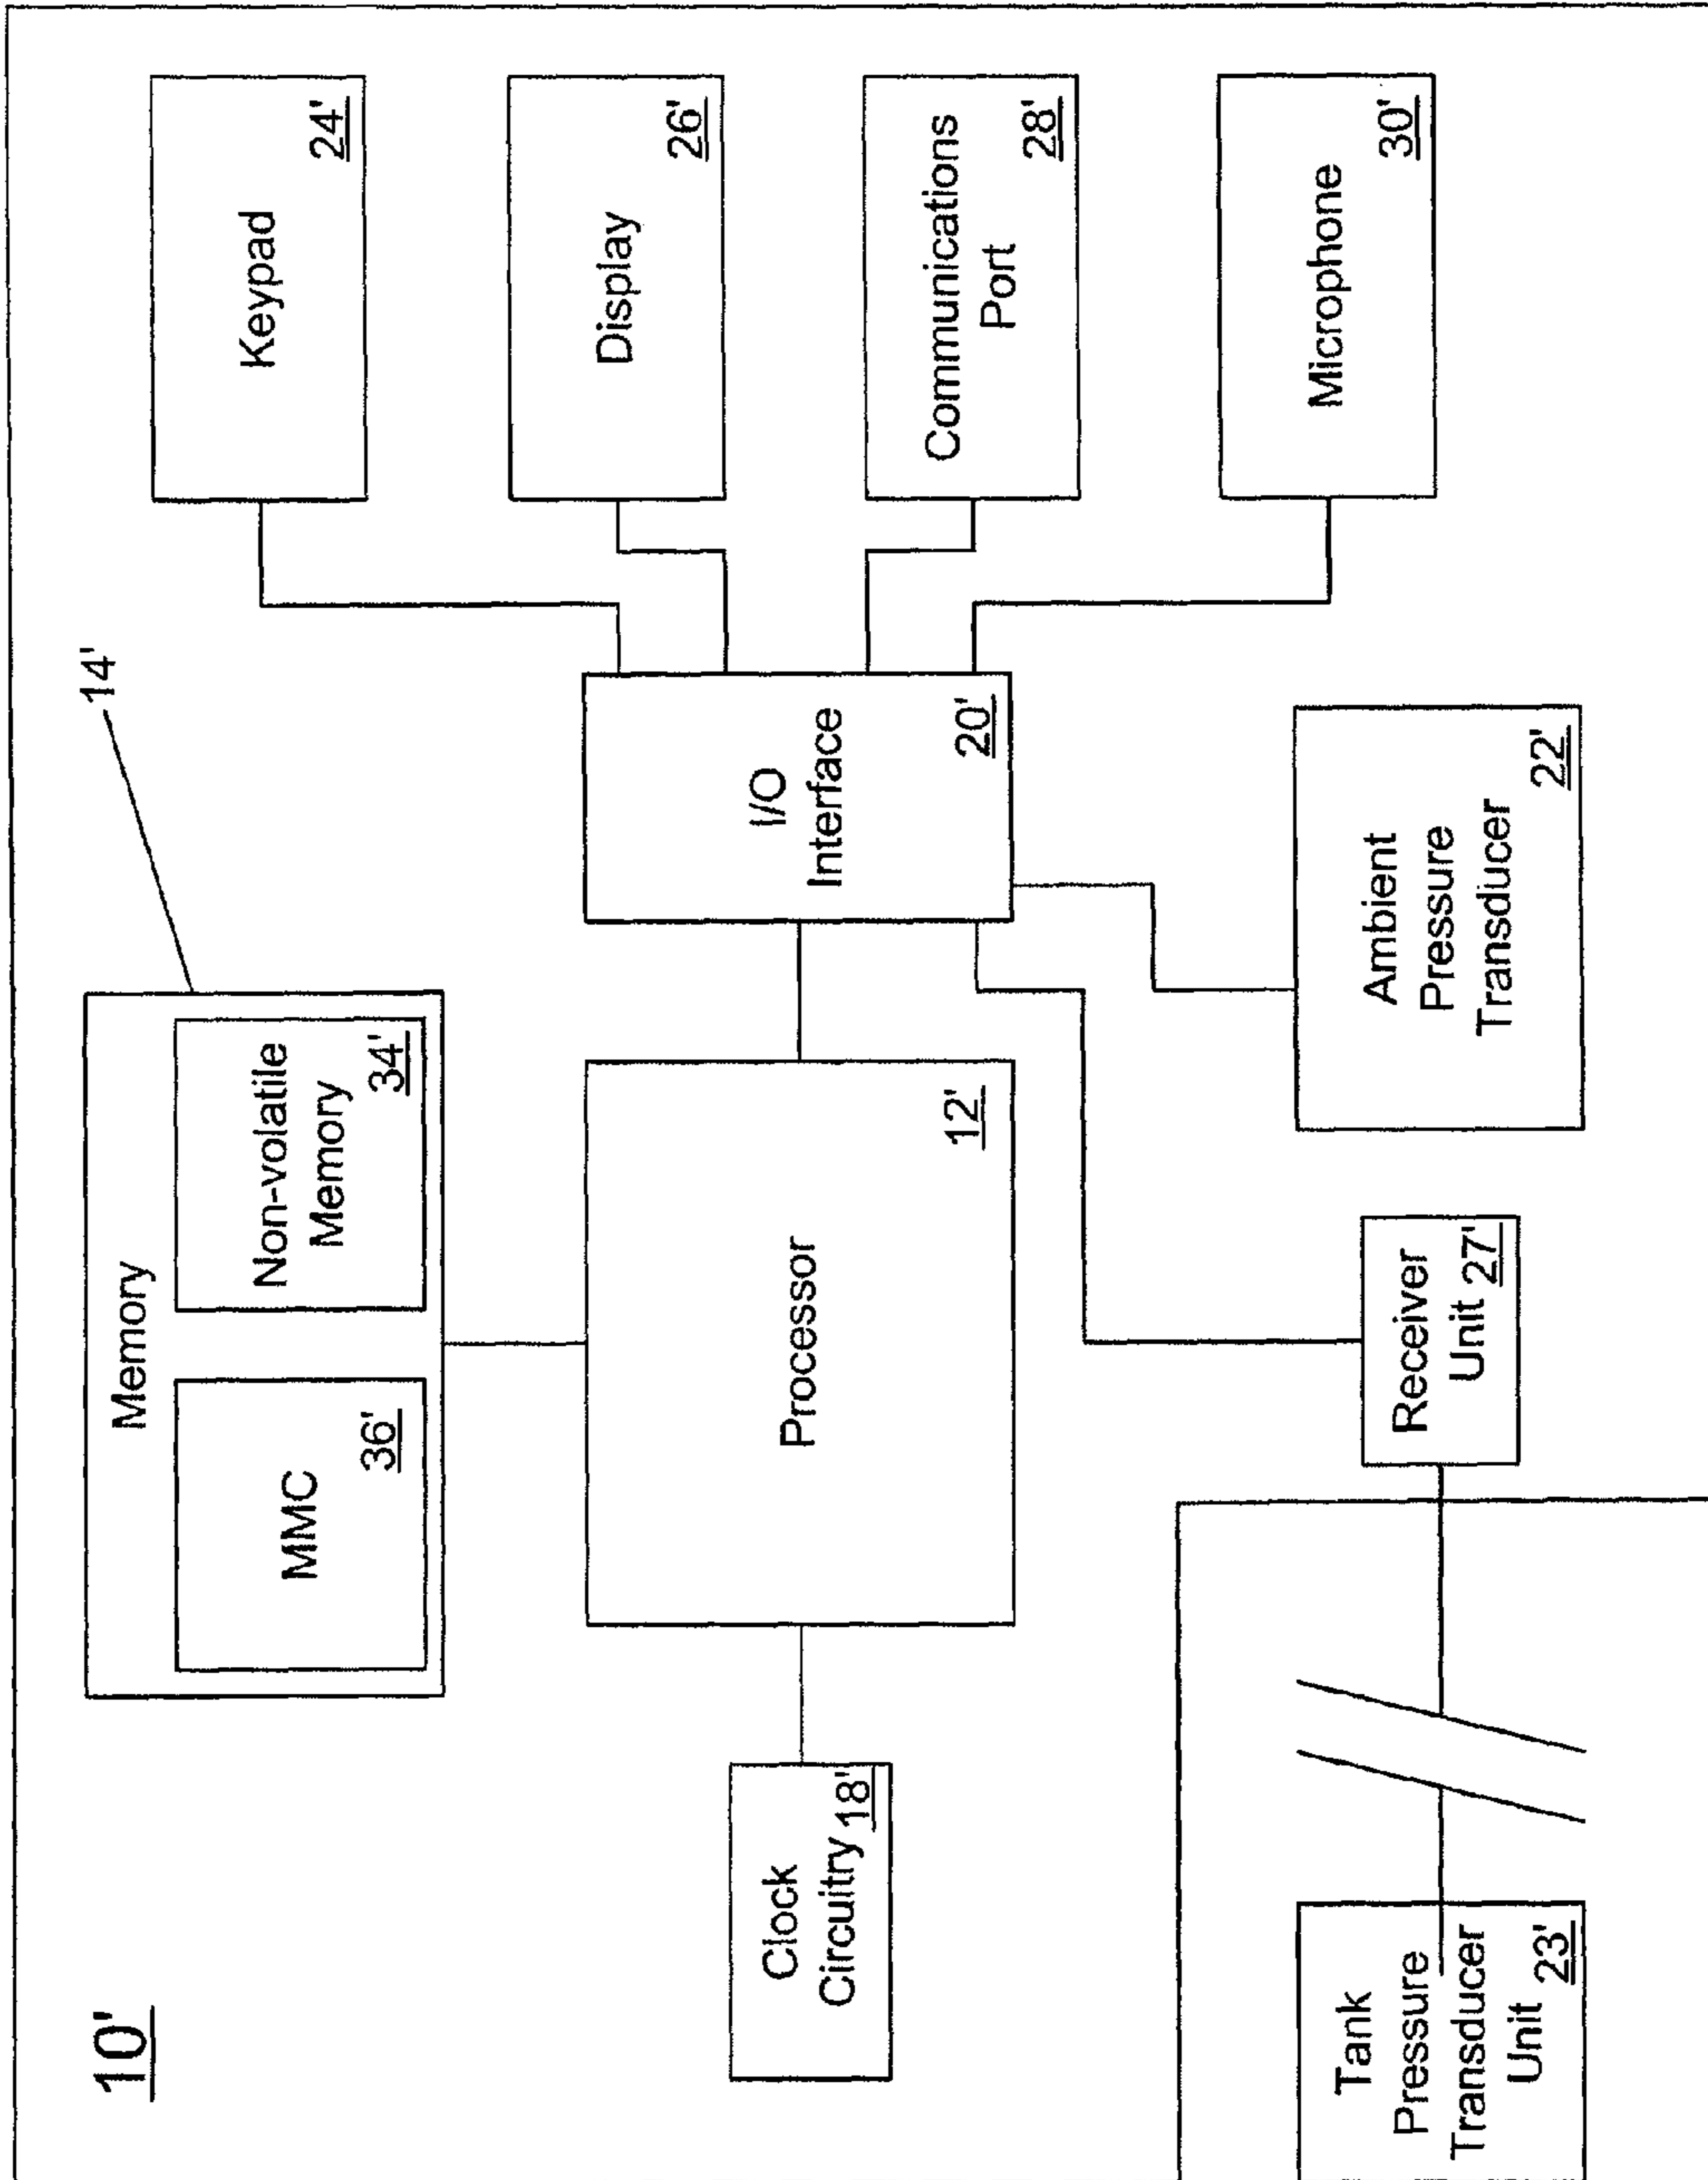 10'
14'
Memory
MMC
36'
Non-volatile
Memory
34'
Keypad
24'
Clock
Circuitry 18'
Processor
12'
I/O
Interface
20'
Display
26'
Communications
Port
28'
Tank
Pressure
Transducer
Unit 23'
Receiver
Unit 27'
Ambient
Pressure
Transducer
22'
Microphone
30'